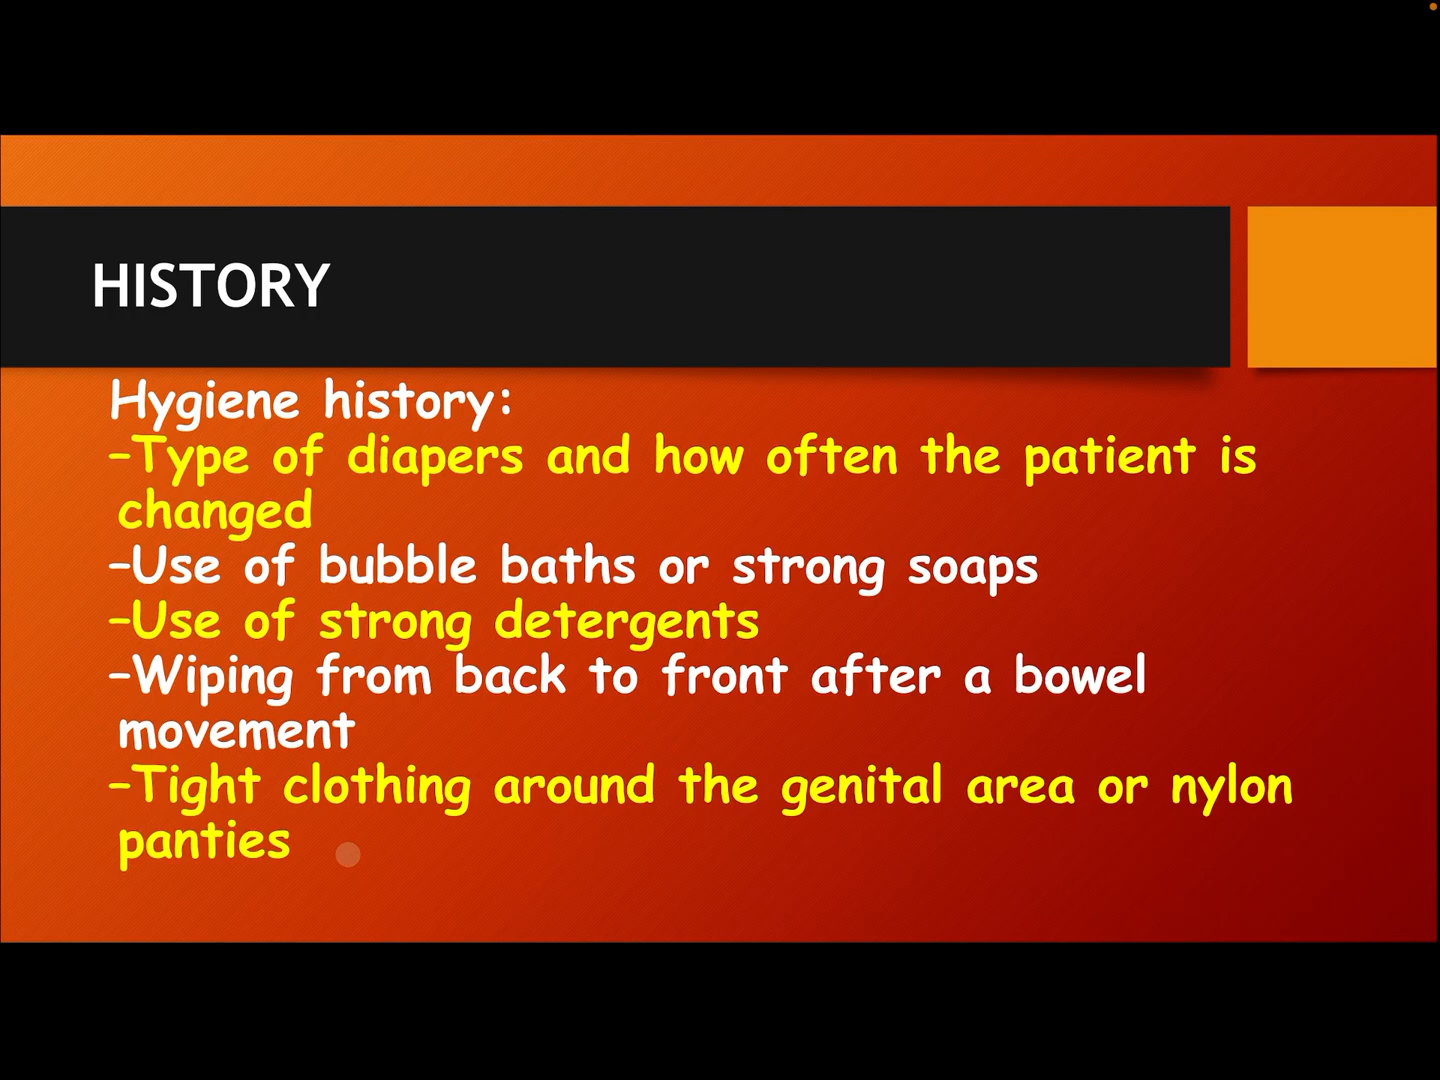 HISTORY
Hygiene history:
–Type of diapers and how often the patient is
changed
–Use of bubble baths or strong soaps
–Use of strong detergents
–Wiping from back to front after a bowel
movement
–Tight clothing around the genital area or nylon
panties